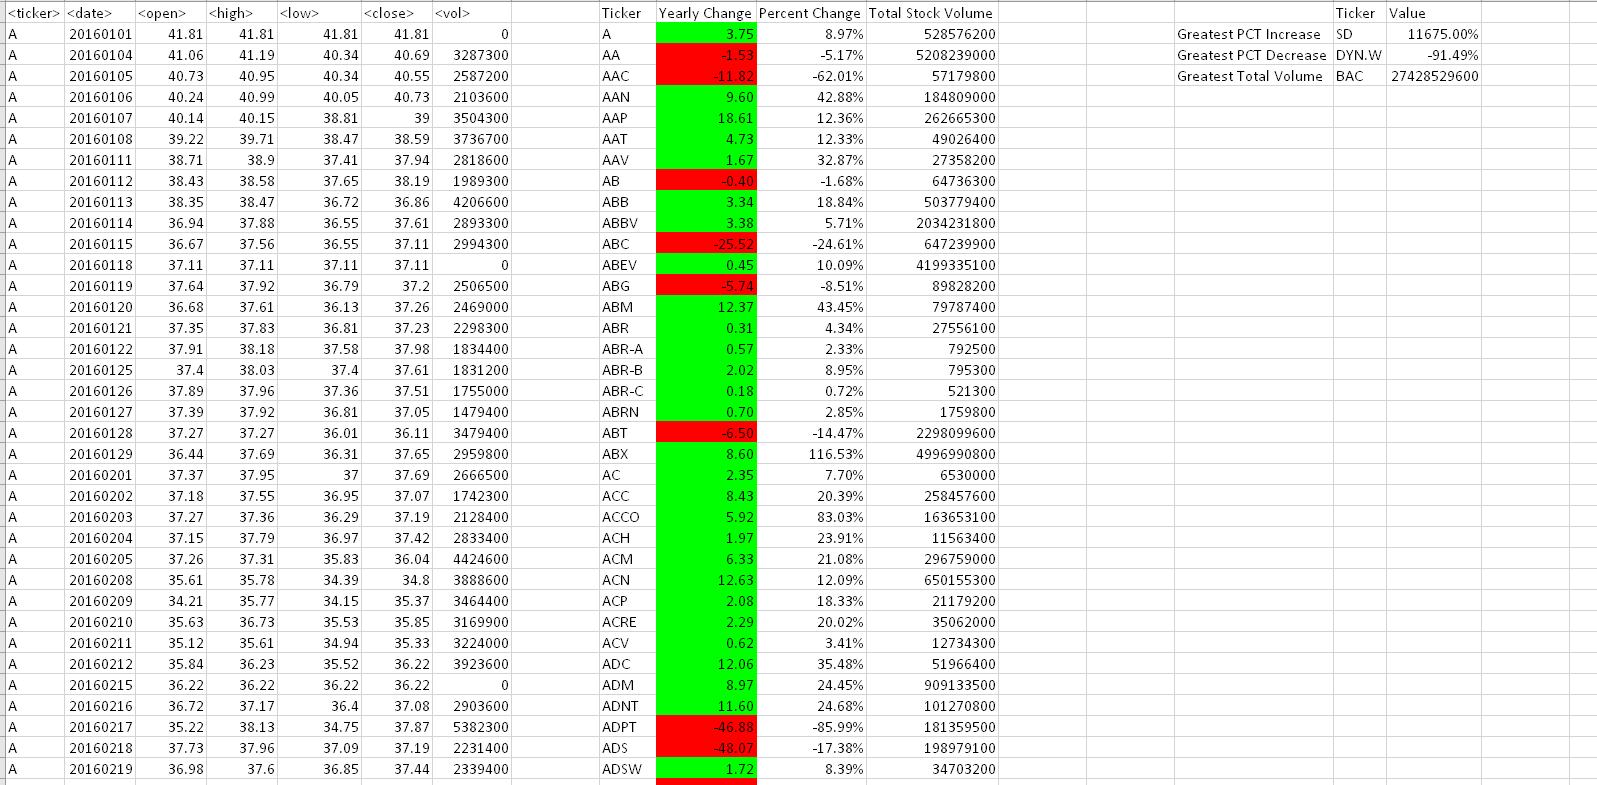 <ticker> <date> <open> <high> <low> <close> <vol> Ticker Yearly Change Percent Change Total Stock Volume Ticker Value
A 20160101 41.81 41.81 41.81 41.81 0 A 3.75 8.97% 528576200 Greatest PCT Increase SD 11675.00%
A 20160104 41.06 41.19 40.34 40.69 3287300 AA -1.53 -5.17% 5208239000 Greatest PCT Decrease DYN.W -91.49%
A 20160105 40.73 40.95 40.34 40.55 2587200 AAC -11.82 -62.01% 57179800 Greatest Total Volume BAC 27428529600
A 20160106 40.24 40.99 40.05 40.73 2103600 AAN 9.60 42.88% 184809000
A 20160107 40.14 40.15 38.81 39 3504300 AAP 18.61 12.36% 262665300
A 20160108 39.22 39.71 38.47 38.59 3736700 AAT 4.73 12.33% 49026400
A 20160111 38.71 38.9 37.41 37.94 2818600 AAV 1.67 32.87% 27358200
A 20160112 38.43 38.58 37.65 38.19 1989300 AB -0.40 -1.68% 64736300
A 20160113 38.35 38.47 36.72 36.86 4206600 ABB 3.34 18.84% 503779400
A 20160114 36.94 37.88 36.55 37.61 2893300 ABBV 3.38 5.71% 2034231800
A 20160115 36.67 37.56 36.55 37.11 2994300 ABC -25.52 -24.61% 647239900
A 20160118 37.11 37.11 37.11 37.11 0 ABEV 0.45 10.09% 4199335100
A 20160119 37.64 37.92 36.79 37.2 2506500 ABG -5.74 -8.51% 89828200
A 20160120 36.68 37.61 36.13 37.26 2469000 ABM 12.37 43.45% 79787400
A 20160121 37.35 37.83 36.81 37.23 2298300 ABR 0.31 4.34% 27556100
A 20160122 37.91 38.18 37.58 37.98 1834400 ABR-A 0.57 2.33% 792500
A 20160125 37.4 38.03 37.4 37.61 1831200 ABR-B 2.02 8.95% 795300
A 20160126 37.89 37.96 37.36 37.51 1755000 ABR-C 0.18 0.72% 521300
A 20160127 37.39 37.92 36.81 37.05 1479400 ABRN 0.70 2.85% 1759800
A 20160128 37.27 37.27 36.01 36.11 3479400 ABT -6.50 -14.47% 2298099600
A 20160129 36.44 37.69 36.31 37.65 2959800 ABX 8.60 116.53% 4996990800
A 20160201 37.37 37.95 37 37.69 2666500 AC 2.35 7.70% 6530000
A 20160202 37.18 37.55 36.95 37.07 1742300 ACC 8.43 20.39% 258457600
A 20160203 37.27 37.36 36.29 37.19 2128400 ACCO 5.92 83.03% 163653100
A 20160204 37.15 37.79 36.97 37.42 2833400 ACH 1.97 23.91% 11563400
A 20160205 37.26 37.31 35.83 36.04 4424600 ACM 6.33 21.08% 296759000
A 20160208 35.61 35.78 34.39 34.8 3888600 ACN 12.63 12.09% 650155300
A 20160209 34.21 35.77 34.15 35.37 3464400 ACP 2.08 18.33% 21179200
A 20160210 35.63 36.73 35.53 35.85 3169900 ACRE 2.29 20.02% 35062000
A 20160211 35.12 35.61 34.94 35.33 3224000 ACV 0.62 3.41% 12734300
A 20160212 35.84 36.23 35.52 36.22 3923600 ADC 12.06 35.48% 51966400
A 20160215 36.22 36.22 36.22 36.22 0 ADM 8.97 24.45% 909133500
A 20160216 36.72 37.17 36.4 37.08 2903600 ADNT 11.60 24.68% 101270800
A 20160217 35.22 38.13 34.75 37.87 5382300 ADPT -46.88 -85.99% 181359500
A 20160218 37.73 37.96 37.09 37.19 2231400 ADS -48.07 -17.38% 198979100
A 20160219 36.98 37.6 36.85 37.44 2339400 ADSW 1.72 8.39% 34703200